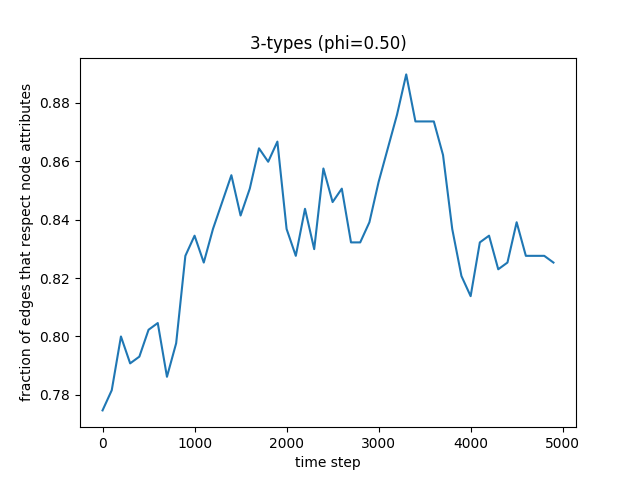 3-types (phi=0.50)
fraction of edges that respect node attributes
0.88
0.86
0.84
0.82
0.80
0.78
0 1000 2000 3000 4000 5000
time step